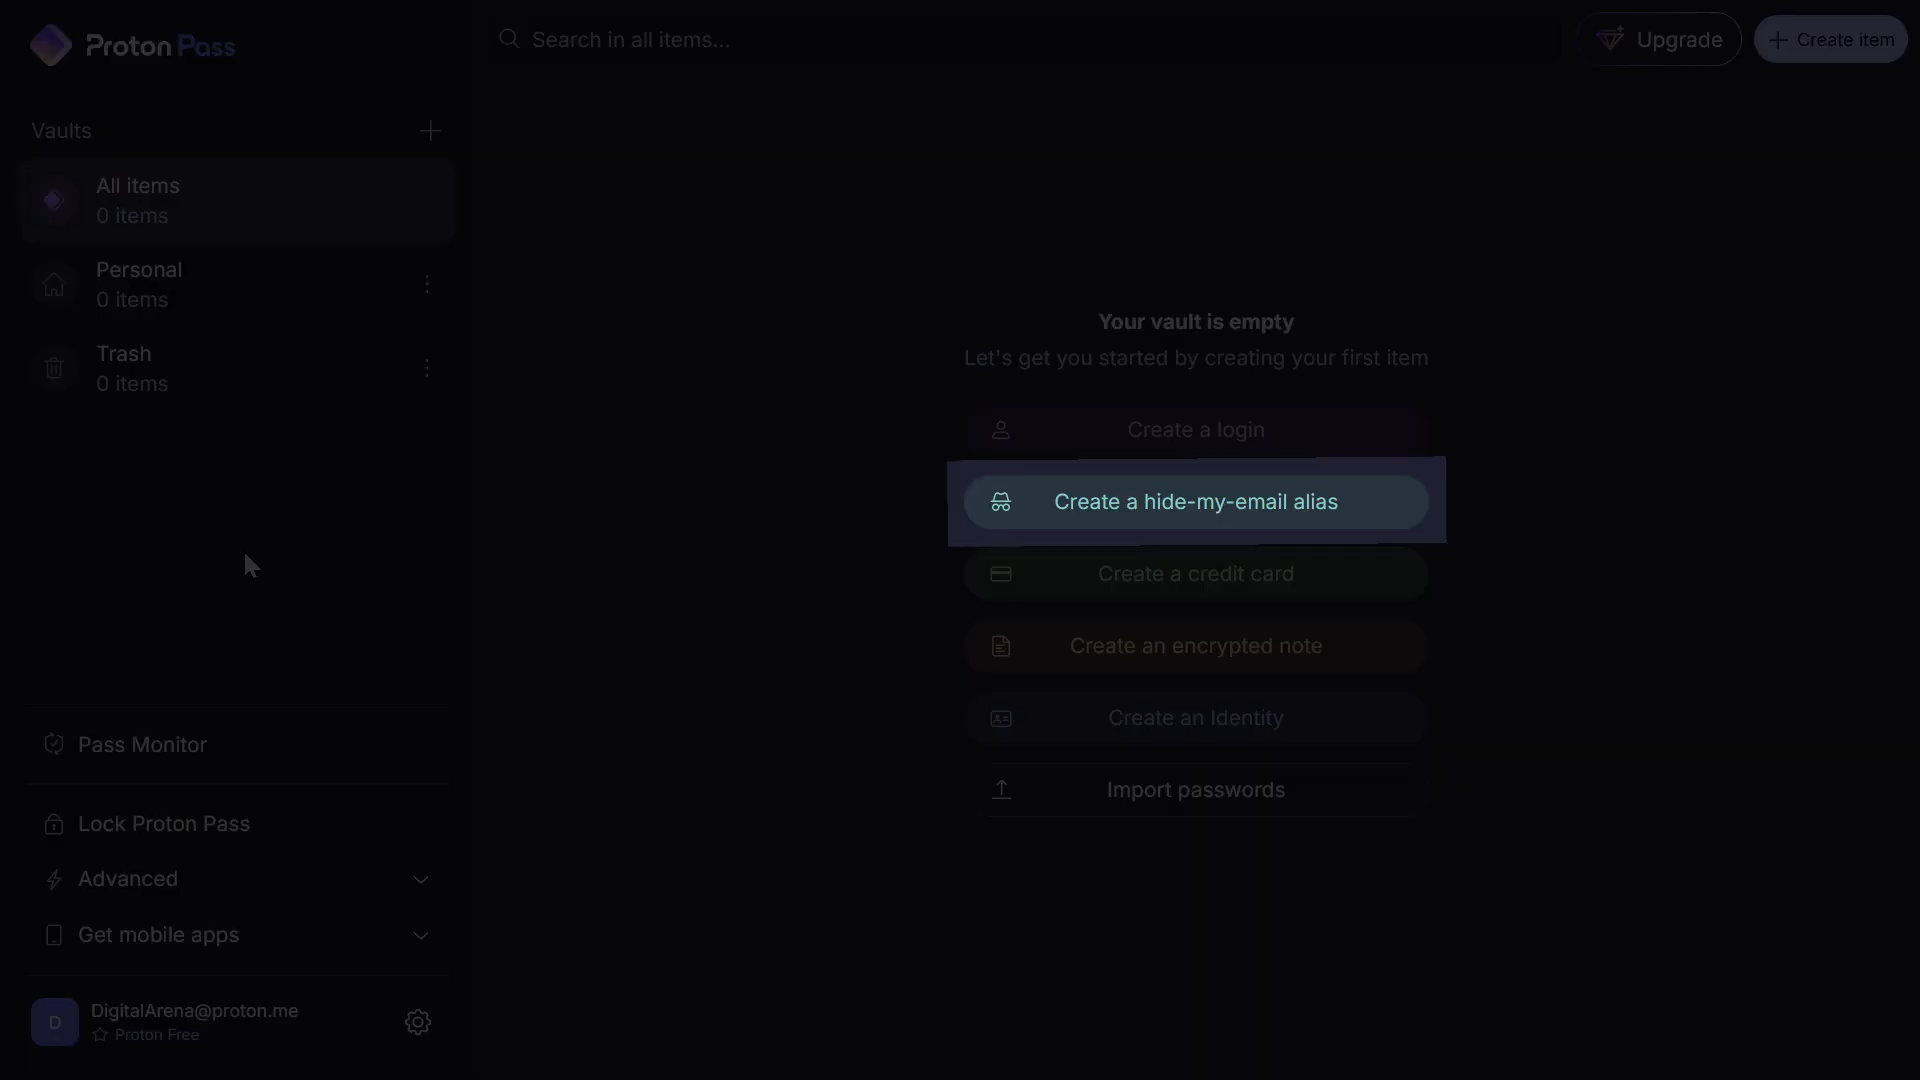 Proton Pass
Search in all items...
Upgrade
Create item
Vaults
All items
0 items
Personal
0 items
Trash
0 items
Your vault is empty
Let's get you started by creating your first item
Create a login
Create a hide-my-email alias
Create a credit card
Create an encrypted note
Create an Identity
Import passwords
Pass Monitor
Lock Proton Pass
Advanced
Get mobile apps
D
DigitalArena@proton.me
Proton Free